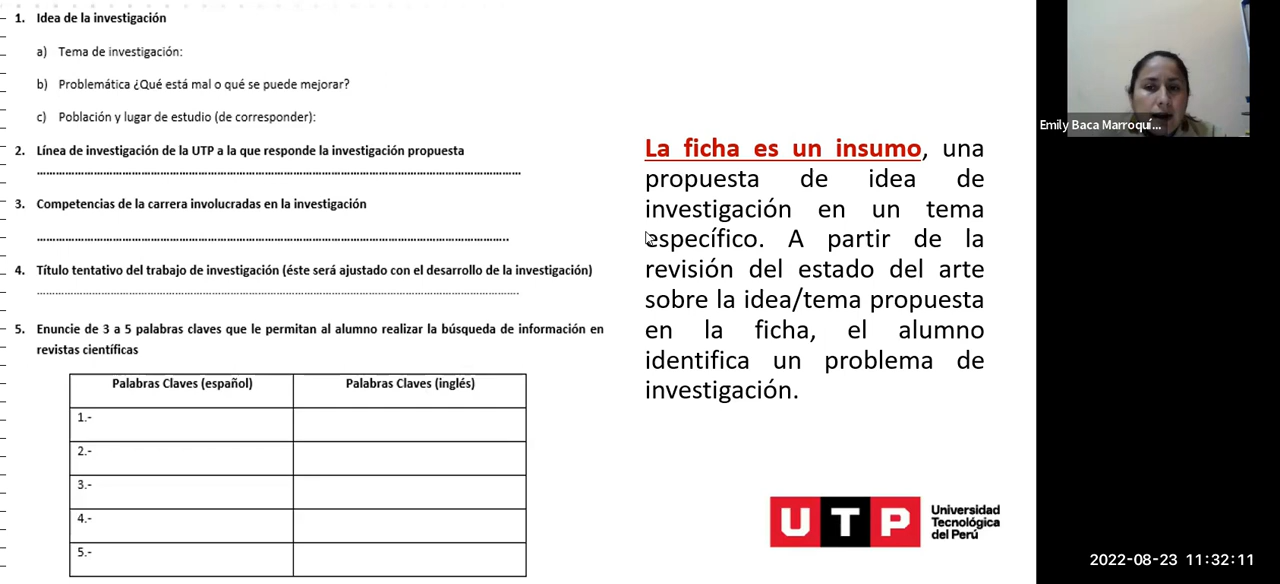 1. Idea de la investigación
a) Tema de investigación:
b) Problemática ¿Qué está mal o qué se puede mejorar?
c) Población y lugar de estudio (de corresponder):
2. Línea de investigación de la UTP a la que responde la investigación propuesta
3. Competencias de la carrera involucradas en la investigación
4. Título tentativo del trabajo de investigación (éste será ajustado con el desarrollo de la investigación)
5. Enuncie de 3 a 5 palabras claves que le permitan al alumno realizar la búsqueda de información en
revistas científicas
Palabras Claves (español) Palabras Claves (inglés)
1.-
2.-
3.-
4.-
5.-
La ficha es un insumo, una
propuesta de idea de
investigación en un tema
específico. A partir de la
revisión del estado del arte
sobre la idea/tema propuesta
en la ficha, el alumno
identifica un problema de
investigación.
UTP
Universidad
Tecnológica
del Perú
Emily Baca Marroquí...
2022-08-23 11:32:11